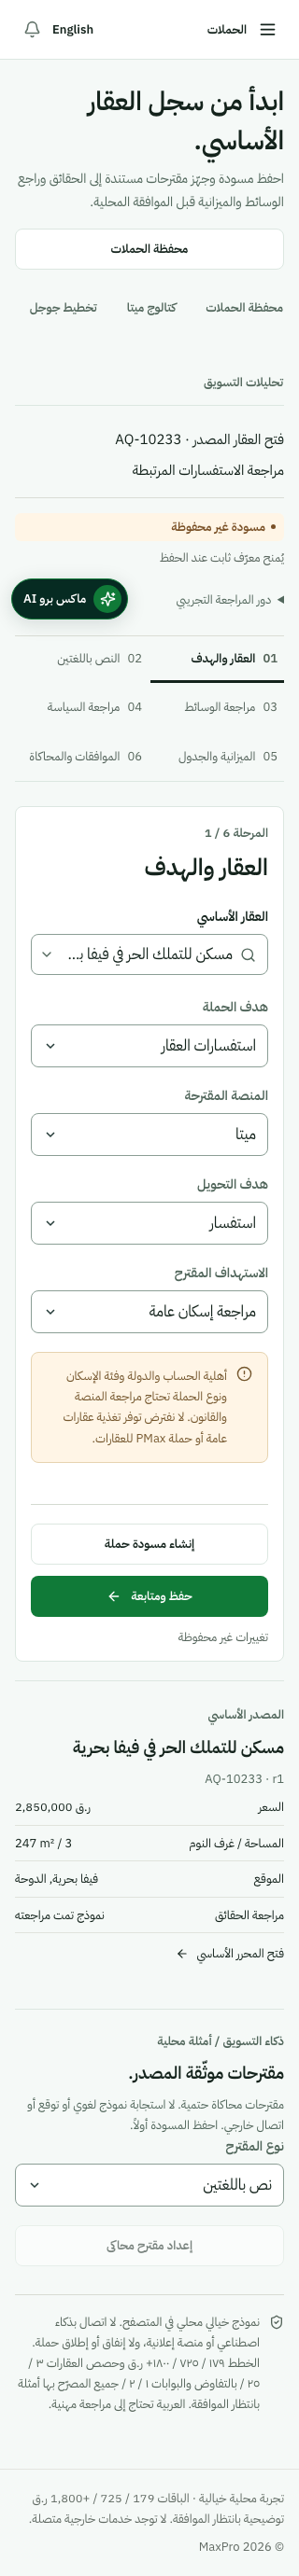 الحملات
English
ابدأ من سجل العقار
الأساسي.
احفظ مسودة وجهّز مقترحات مستندة إلى الحقائق وراجع
الوسائط والميزانية قبل الموافقة المحلية.
محفظة الحملات
محفظة الحملات
كتالوج ميتا
تخطيط جوجل
تحليلات التسويق
فتح العقار المصدر · AQ-10233
مراجعة الاستفسارات المرتبطة
• مسودة غير محفوظة
يُمنح معرّف ثابت عند الحفظ
◀ دور المراجعة التجريبي
ماكس برو AI
01 العقار والهدف
02 النص باللغتين
03 مراجعة الوسائط
04 مراجعة السياسة
05 الميزانية والجدول
06 الموافقات والمحاكاة
المرحلة 6 / 1
العقار والهدف
العقار الأساسي
مسكن للتملك الحر في فيفا ب...
هدف الحملة
استفسارات العقار
المنصة المقترحة
ميتا
هدف التحويل
استفسار
الاستهداف المقترح
مراجعة إسكان عامة
أهلية الحساب والدولة وفئة الإسكان
ونوع الحملة تحتاج مراجعة المنصة
والقانون. لا نفترض توفر تغذية عقارات
عامة أو حملة PMax للعقارات.
إنشاء مسودة حملة
حفظ ومتابعة
تغييرات غير محفوظة
المصدر الأساسي
مسكن للتملك الحر في فيفا بحرية
AQ-10233 · r1
السعر
ر.ق 2,850,000
المساحة / غرف النوم
247 m² / 3
الموقع
فيفا بحرية, الدوحة
مراجعة الحقائق
نموذج تمت مراجعته
فتح المحرر الأساسي
ذكاء التسويق / أمثلة محلية
مقترحات موثّقة المصدر.
مقترحات محاكاة حتمية. لا استجابة نموذج لغوي أو توقع أو
اتصال خارجي. احفظ المسودة أولاً.
نوع المقترح
نص باللغتين
إعداد مقترح محاكى
نموذج خيالي محلي في المتصفح. لا اتصال بذكاء
اصطناعي أو منصة إعلانية، ولا إنفاق أو إطلاق حملة.
الخطط ١٧٩ / ٧٢٥ / ١٨٠٠+ ر.ق وحصص العقارات ٣ /
٢٥ / بالتفاوض والبوابات ١ / ٢ / جميع المصرّح بها أمثلة
بانتظار الموافقة. العربية تحتاج إلى مراجعة مهنية.
تجربة محلية خيالية · الباقات 179 / 725 / +1,800 ر.ق
توضيحية بانتظار الموافقة. لا توجد خدمات خارجية متصلة.
© 2026 MaxPro